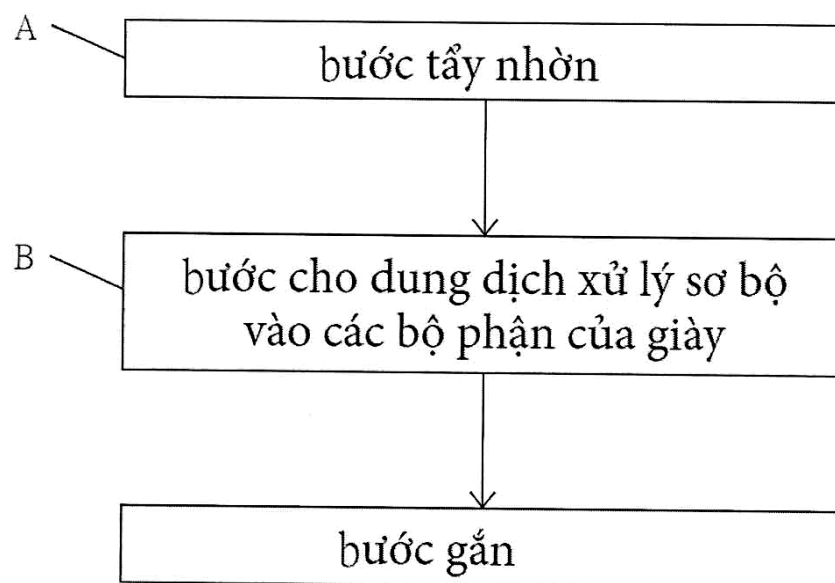 A
bước tẩy nhờn
B
bước cho dung dịch xử lý sơ bộ
vào các bộ phận của giày
bước gắn